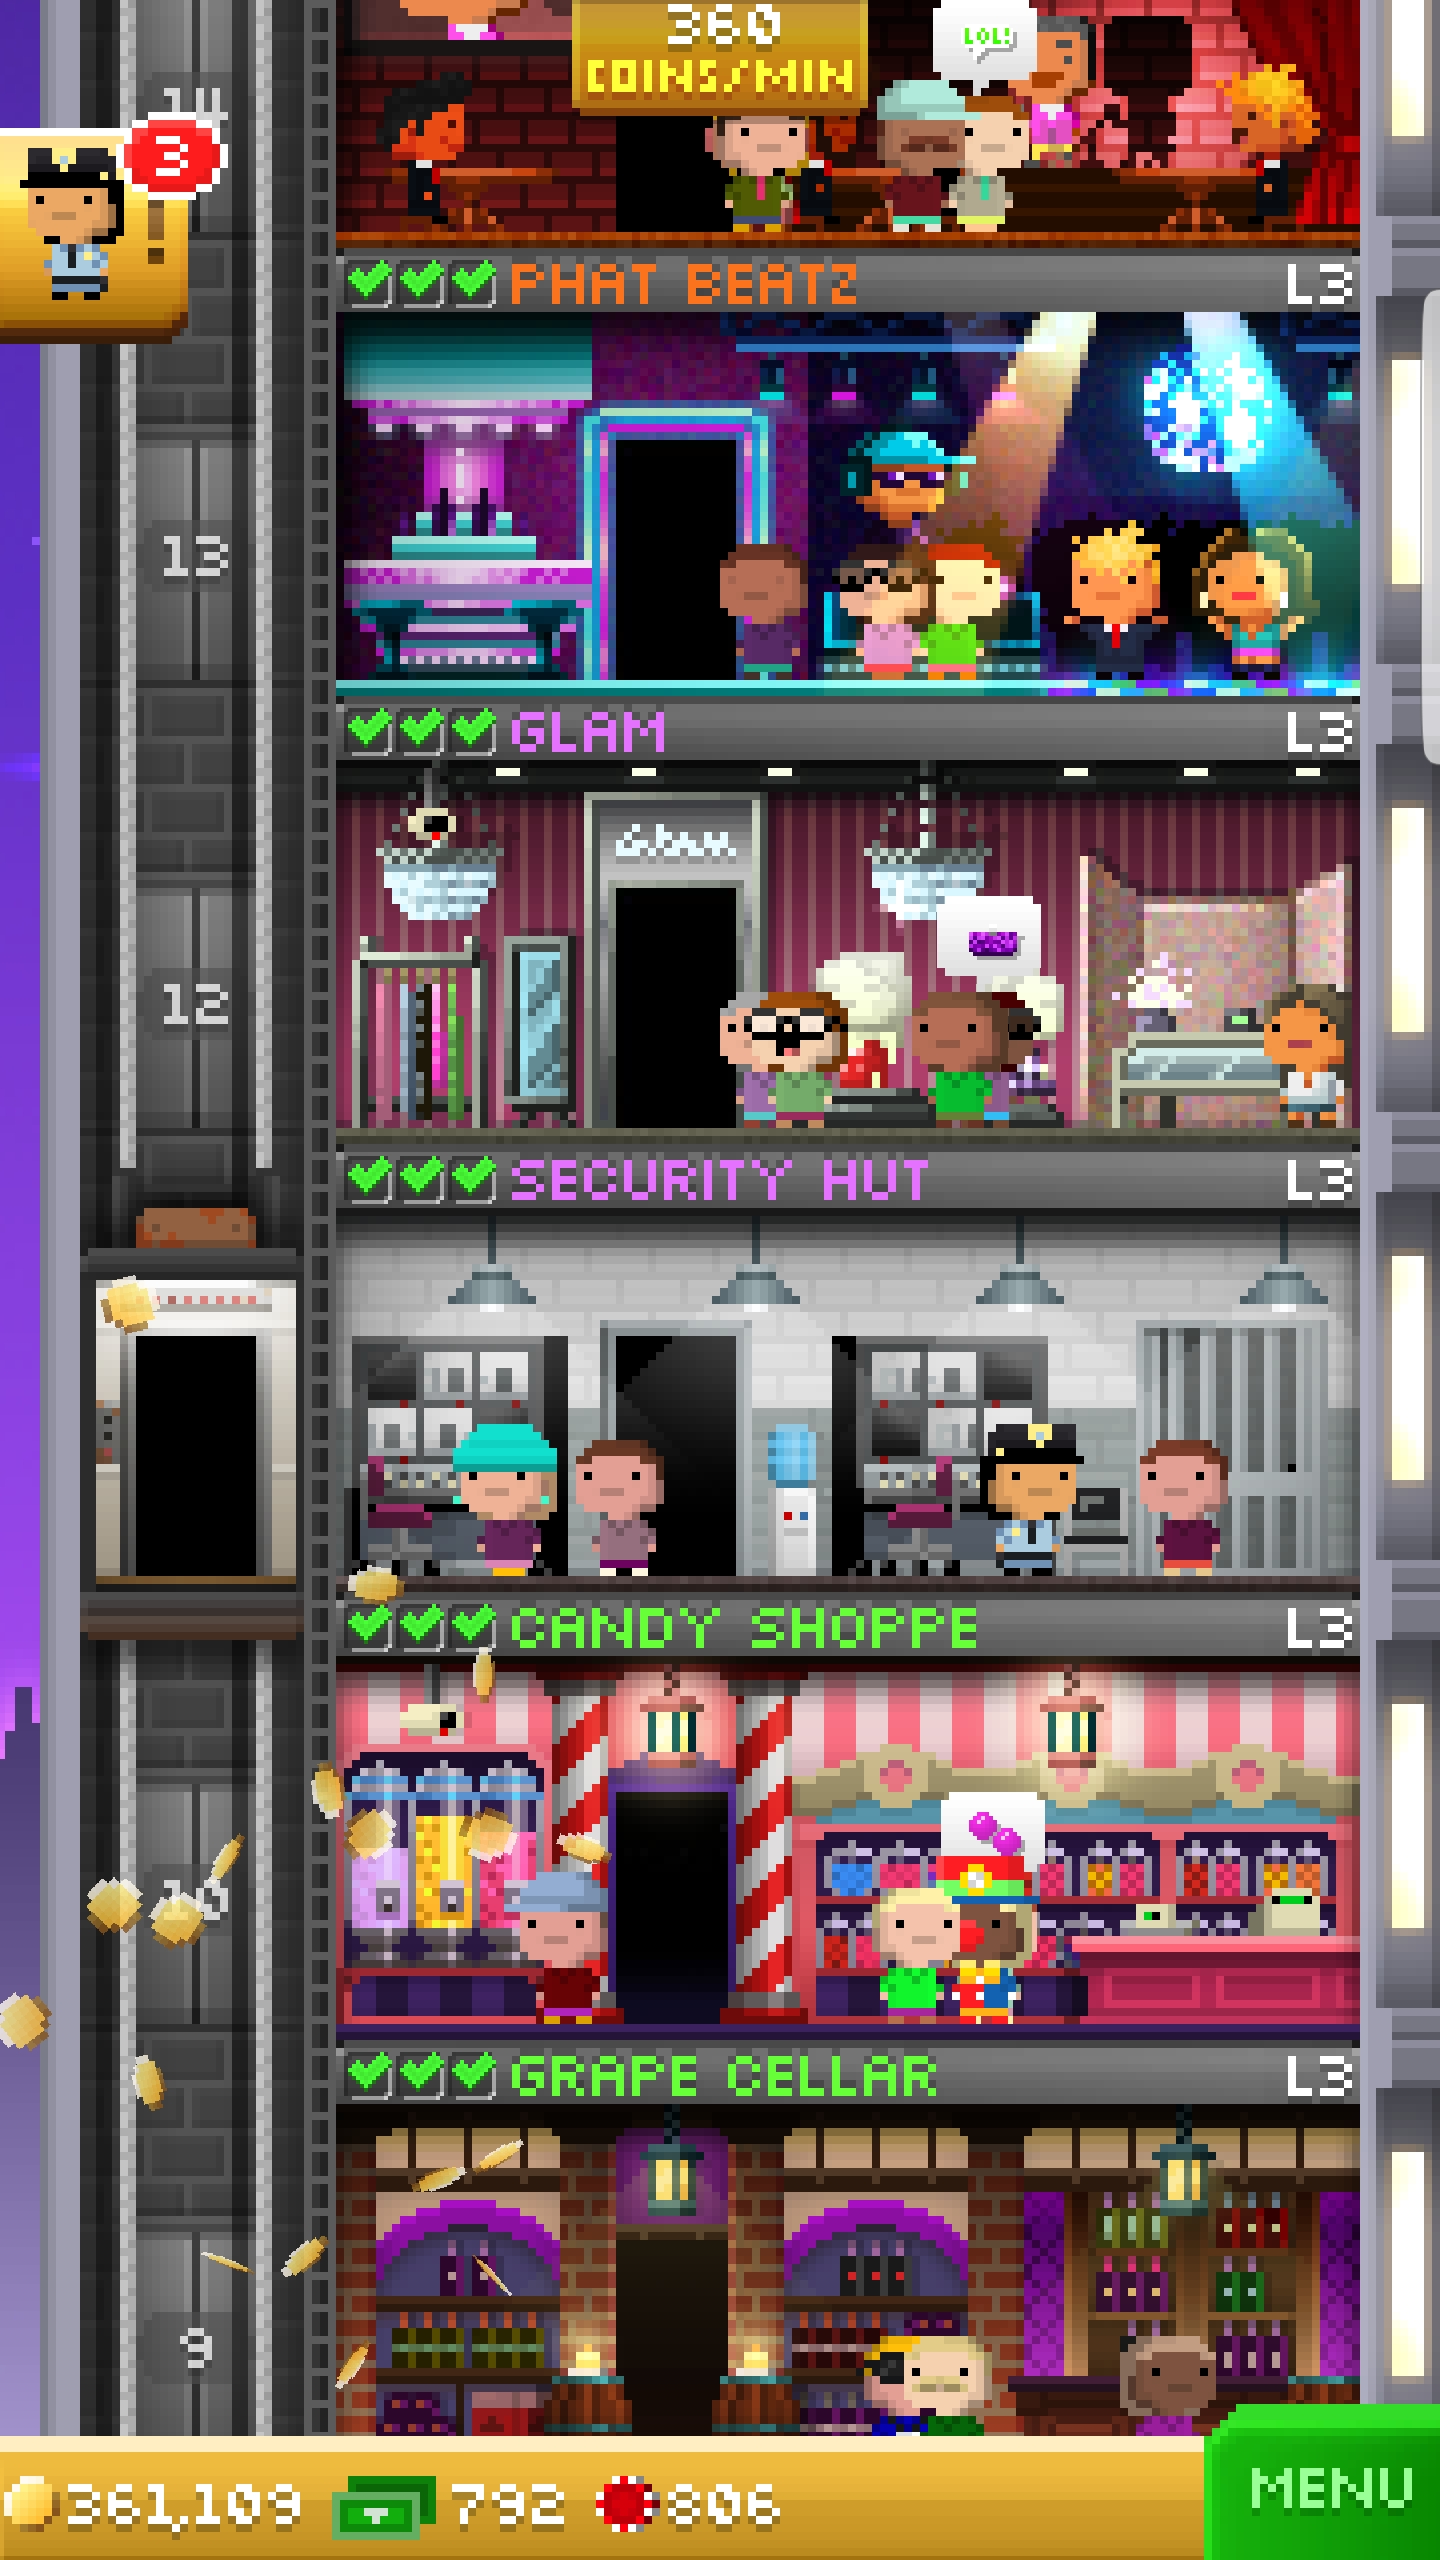 360
COINS/MIN
LOL!
14
3
!
PHAT BEATZ
L3
13
GLAM
L3
Glam
12
SECURITY HUT
L3
CANDY SHOPPE
L3
10
GRAPE CELLAR
L3
9
361,109
792
806
MENU